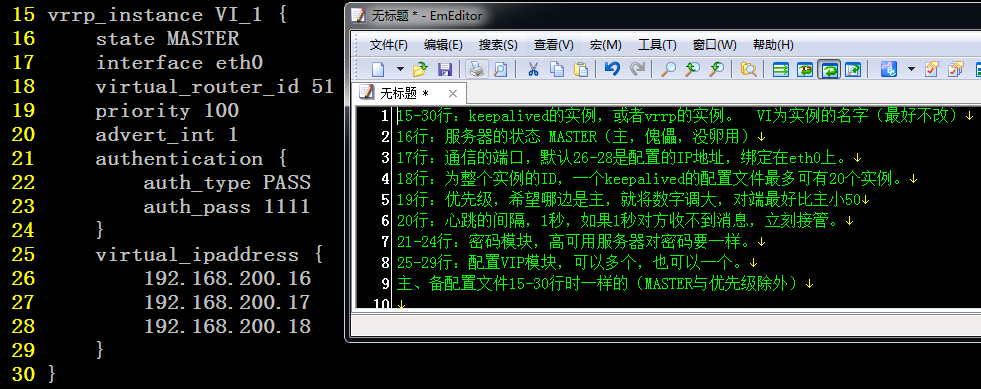 15 vrrp_instance VI_1 {
16     state MASTER
17     interface eth0
18     virtual_router_id 51
19     priority 100
20     advert_int 1
21     authentication {
22         auth_type PASS
23         auth_pass 1111
24     }
25     virtual_ipaddress {
26         192.168.200.16
27         192.168.200.17
28         192.168.200.18
29     }
30 }
无标题 * - EmEditor
文件(F) 编辑(E) 搜索(S) 查看(V) 宏(M) 工具(T) 窗口(W) 帮助(H)
无标题 *
1 15-30行：keepalived的实例，或者vrrp的实例。  VI为实例的名字（最好不改）↓
2 16行：服务器的状态 MASTER（主，傀儡，没卵用）↓
3 17行：通信的端口，默认26-28是配置的IP地址，绑定在eth0上。↓
4 18行：为整个实例的ID，一个keepalived的配置文件最多可有20个实例。↓
5 19行：优先级，希望哪边是主，就将数字调大，对端最好比主小50↓
6 20行：心跳的间隔，1秒，如果1秒对方收不到消息，立刻接管。↓
7 21-24行：密码模块，高可用服务器对密码要一样。↓
8 25-29行：配置VIP模块，可以多个，也可以一个。↓
9 主、备配置文件15-30行时一样的（MASTER与优先级除外）↓
10 ↓